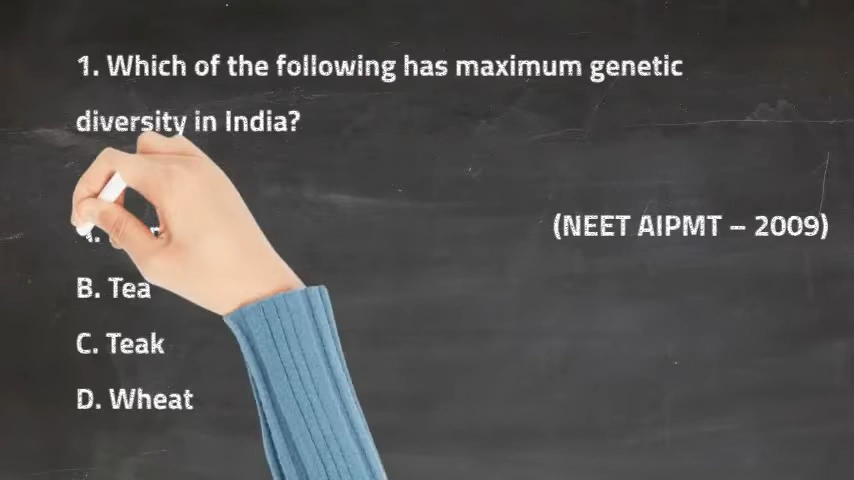 1. Which of the following has maximum genetic
diversity in India?
(NEET AIPMT – 2009)
B. Tea
C. Teak
D. Wheat